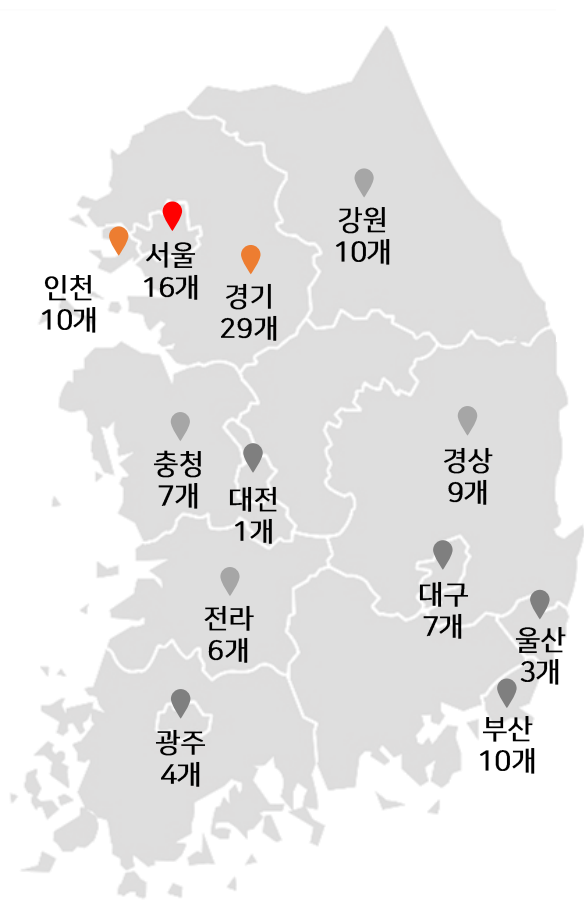 강원
10개
서울
16개
인천
10개
경기
29개
충청
7개
대전
1개
경상
9개
대구
7개
전라
6개
울산
3개
부산
10개
광주
4개